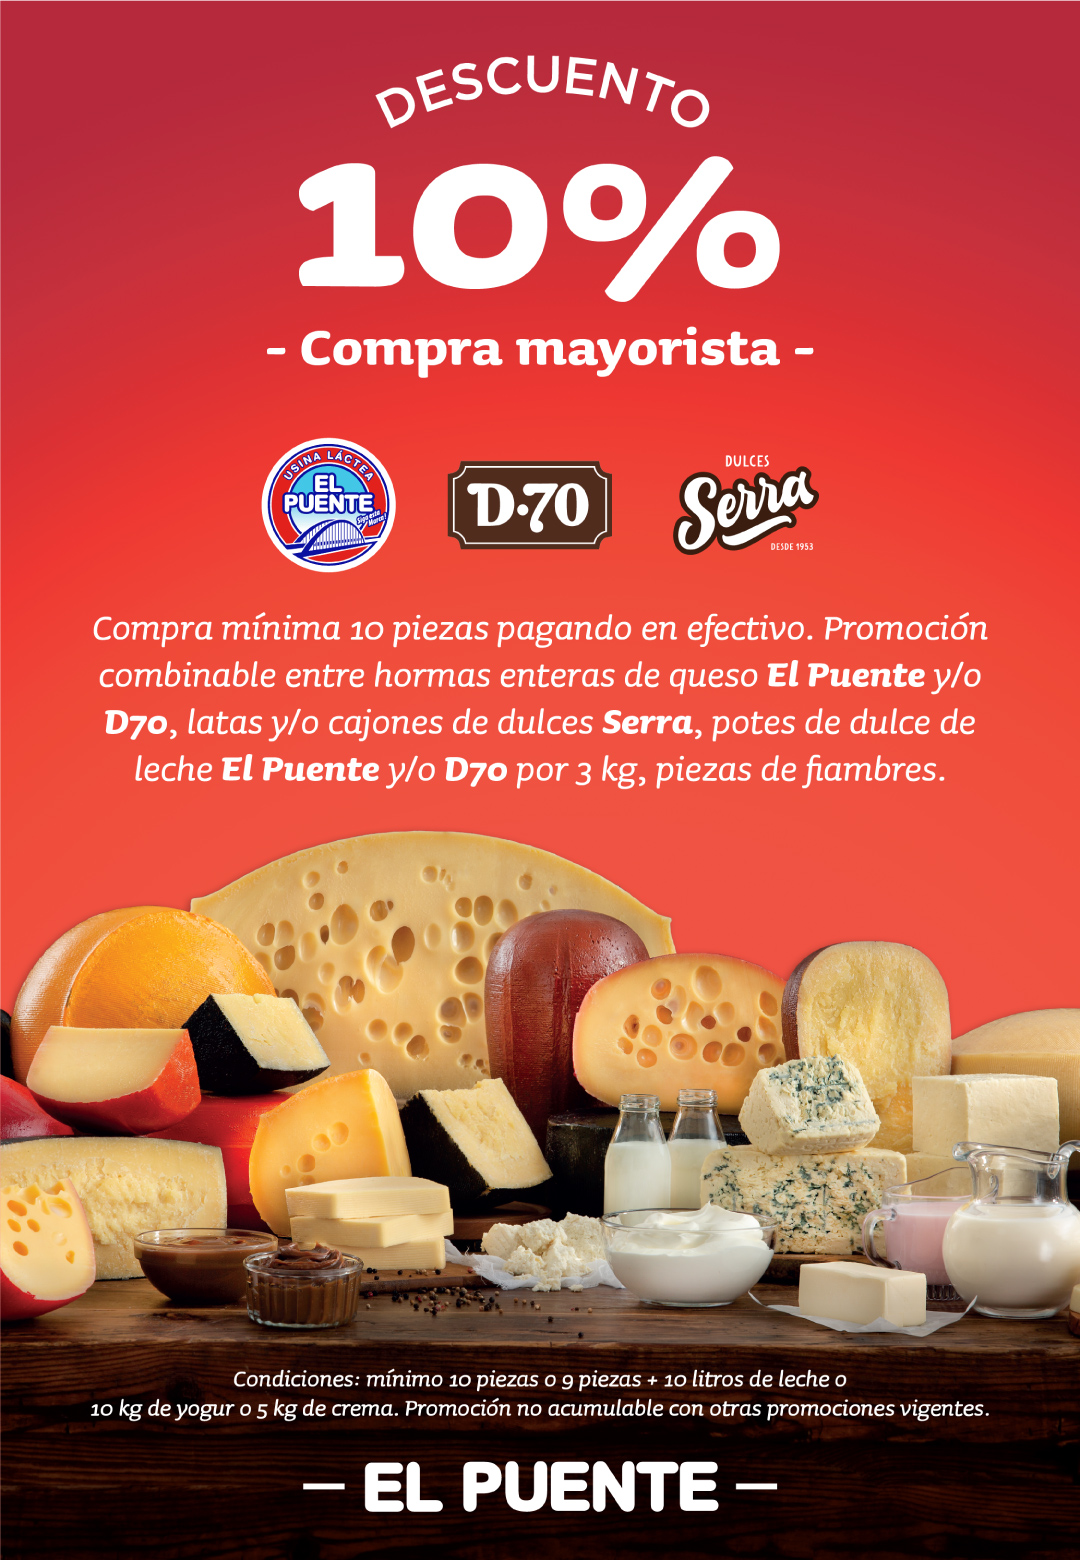 DESCUENTO
10%
- Compra mayorista -
USINA LÁCTEA
EL
PUENTE
Siga esta
Marca!
D·70
DULCES
Serra
DESDE 1953
Compra mínima 10 piezas pagando en efectivo. Promoción
combinable entre hormas enteras de queso El Puente y/o
D70, latas y/o cajones de dulces Serra, potes de dulce de
leche El Puente y/o D70 por 3 kg, piezas de fiambres.
Condiciones: mínimo 10 piezas o 9 piezas + 10 litros de leche o
10 kg de yogur o 5 kg de crema. Promoción no acumulable con otras promociones vigentes.
— EL PUENTE —